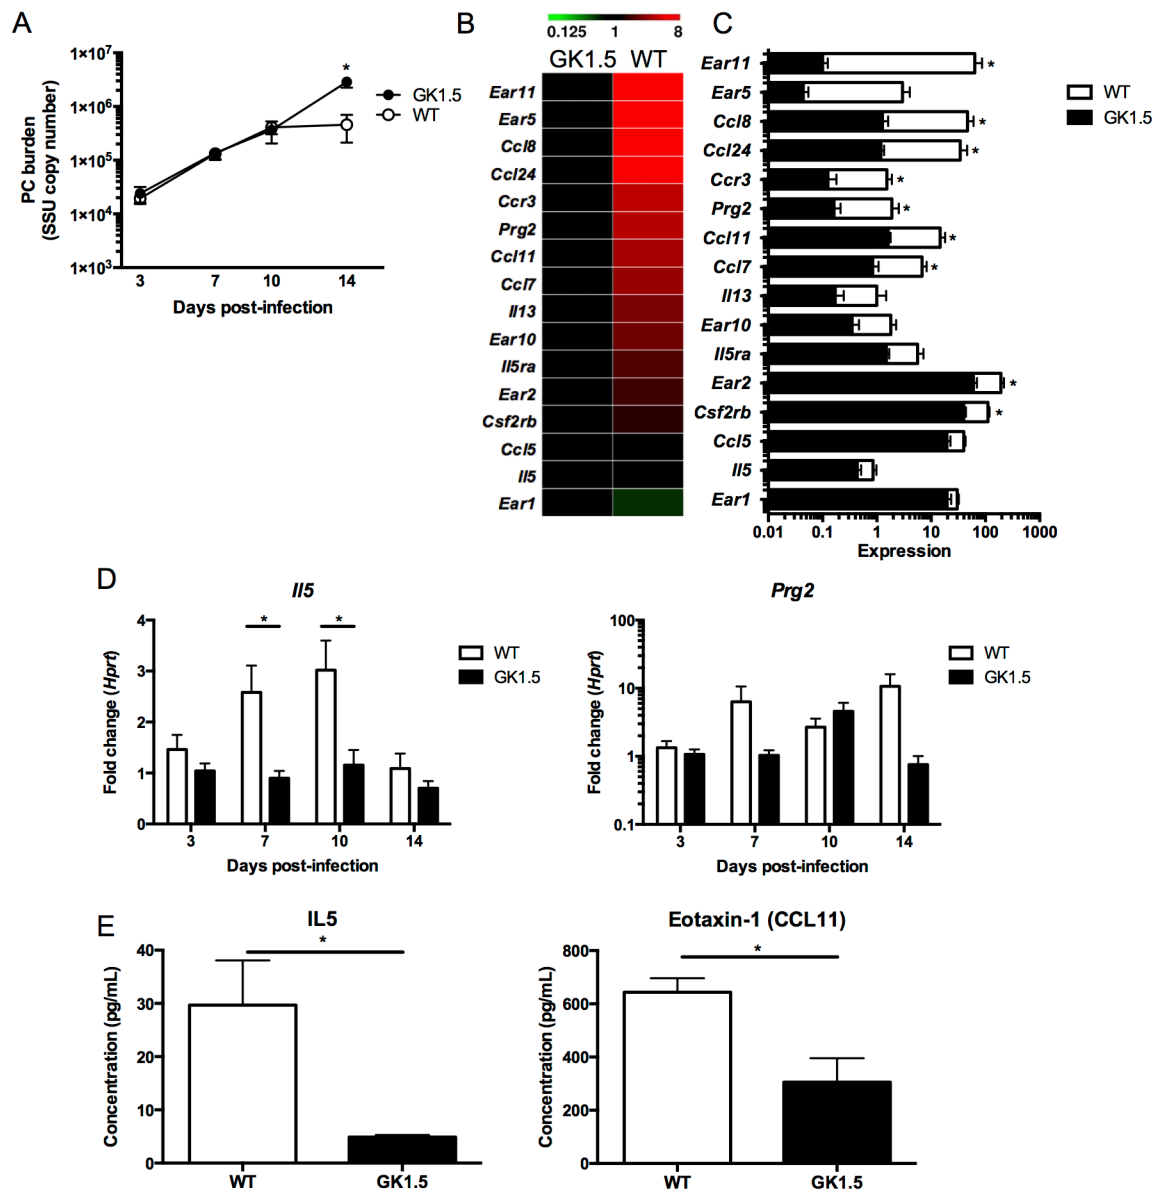 A
1×10⁷
1×10⁶
1×10⁵
1×10⁴
1×10³
PC burden
(SSU copy number)
*
GK1.5
WT
3 7 10 14
Days post-infection
B
0.125 1 8
GK1.5 WT
Ear11
Ear5
Ccl8
Ccl24
Ccr3
Prg2
Ccl11
Ccl7
Il13
Ear10
Il5ra
Ear2
Csf2rb
Ccl5
Il5
Ear1
C
Ear11 *
Ear5
Ccl8 *
Ccl24 *
Ccr3 *
Prg2 *
Ccl11 *
Ccl7 *
Il13
Ear10
Il5ra
Ear2 *
Csf2rb *
Ccl5
Il5
Ear1
0.01 0.1 1 10 100 1000
Expression
WT
GK1.5
D
Il5
4
3
2
1
0
Fold change (Hprt)
* *
WT
GK1.5
3 7 10 14
Days post-infection
Prg2
100
10
1
0.1
Fold change (Hprt)
WT
GK1.5
3 7 10 14
Days post-infection
E
IL5
*
40
30
20
10
0
Concentration (pg/mL)
WT GK1.5
Eotaxin-1 (CCL11)
*
800
600
400
200
0
Concentration (pg/mL)
WT GK1.5